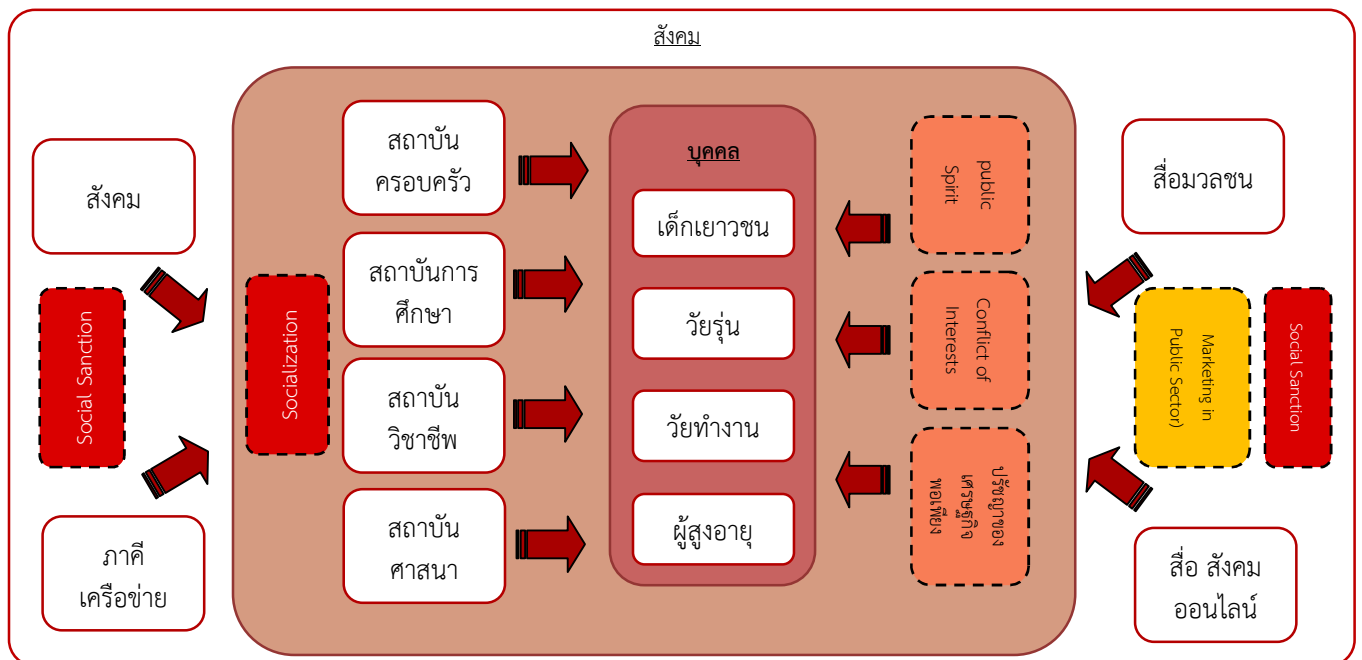 สังคม
สังคม
Social Sanction
ภาคี
เครือข่าย
Socialization
สถาบัน
ครอบครัว
สถาบันการ
ศึกษา
สถาบัน
วิชาชีพ
สถาบัน
ศาสนา
บุคคล
เด็กเยาวชน
วัยรุ่น
วัยทำงาน
ผู้สูงอายุ
public
Spirit
Conflict of
Interests
ปรัชญาของ
เศรษฐกิจ
พอเพียง
สื่อมวลชน
Marketing in
Public Sector)
Social Sanction
สื่อ สังคม
ออนไลน์